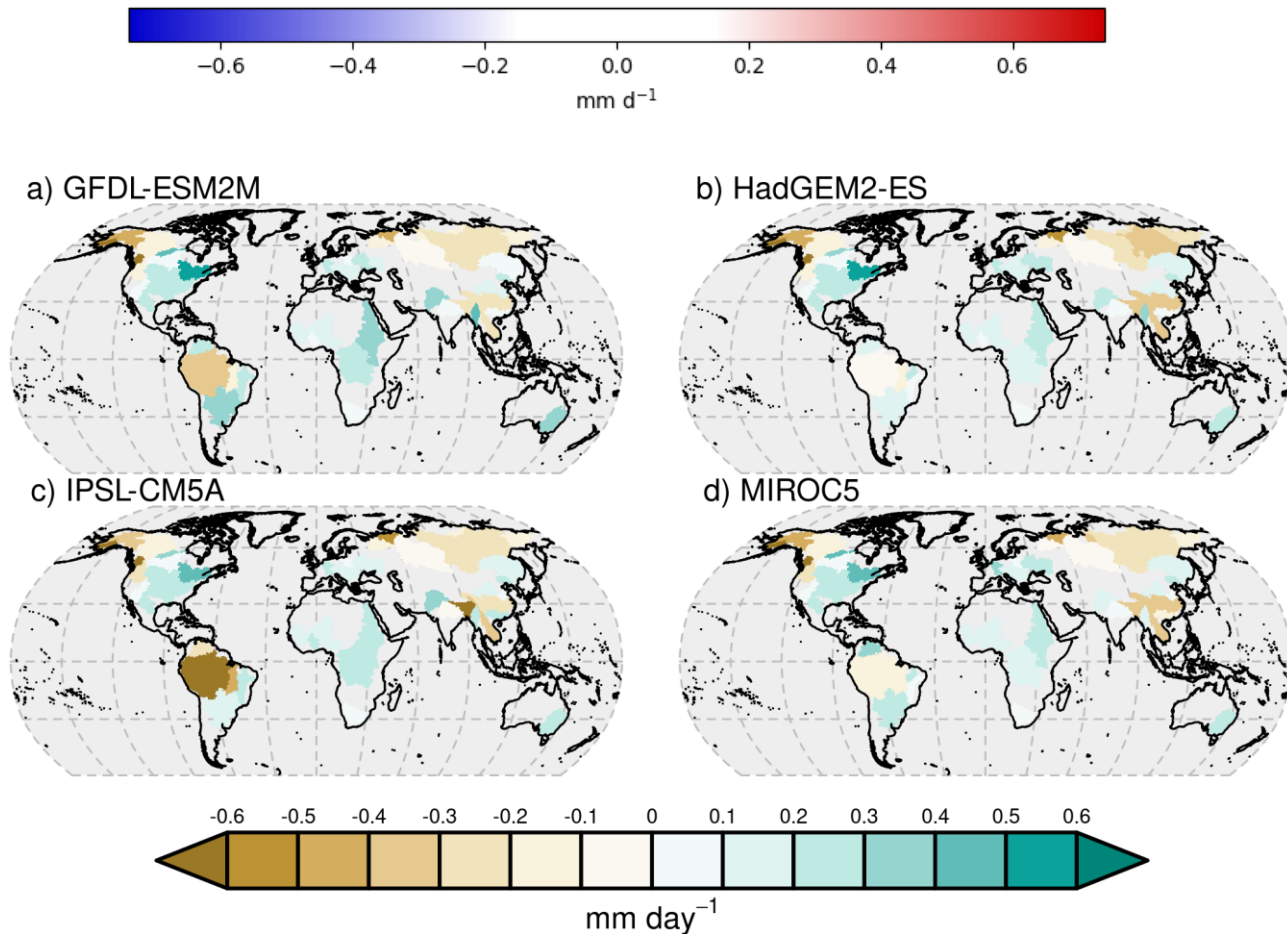 −0.6 −0.4 −0.2 0.0 0.2 0.4 0.6
mm d⁻¹
a) GFDL-ESM2M
b) HadGEM2-ES
c) IPSL-CM5A
d) MIROC5
-0.6 -0.5 -0.4 -0.3 -0.2 -0.1 0 0.1 0.2 0.3 0.4 0.5 0.6
mm day⁻¹